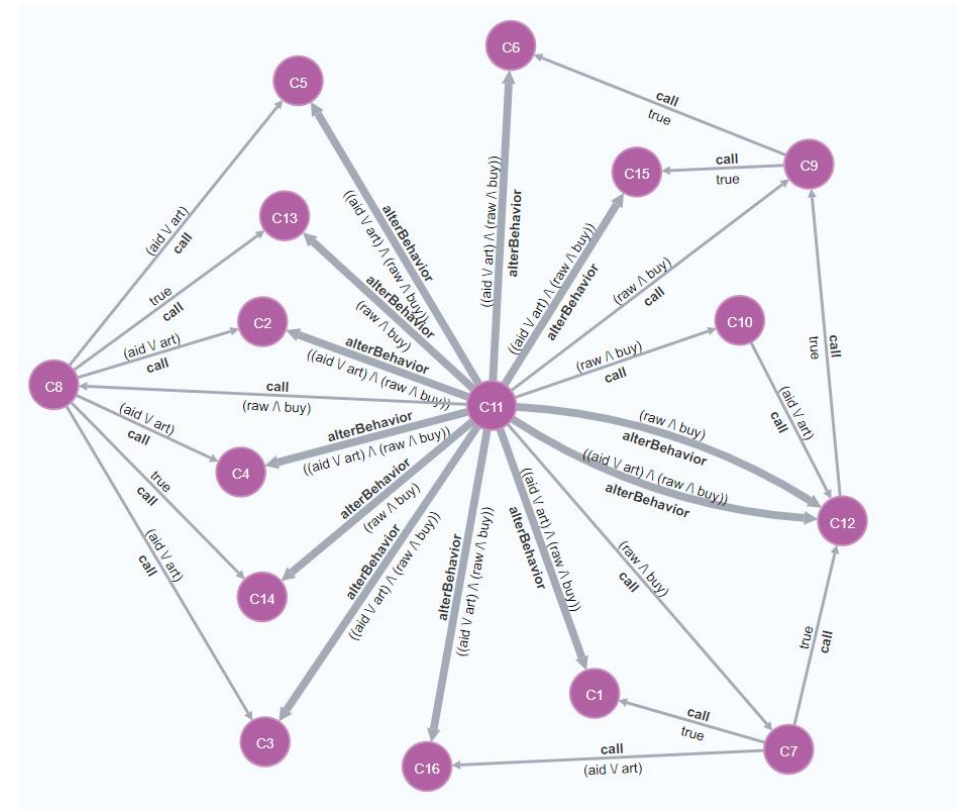 C6
C5
call
true
C9
call
true
C15
((aid \/ art) /\ (raw /\ buy))
alterBehavior
(aid \/ art)
call
alterBehavior
((aid \/ art) /\ (raw /\ buy))
C13
((aid \/ art) /\ (raw /\ buy))
alterBehavior
true
call
alterBehavior
(raw /\ buy)
(raw /\ buy)
call
C2
C10
call
true
(aid \/ art)
call
alterBehavior
((aid \/ art) /\ (raw /\ buy))
(raw /\ buy)
call
C8
call
(raw /\ buy)
C11
(aid \/ art)
call
(aid \/ art)
call
alterBehavior
((aid \/ art) /\ (raw /\ buy))
(raw /\ buy)
alterBehavior
C4
((aid \/ art) /\ (raw /\ buy))
alterBehavior
true
call
alterBehavior
(raw /\ buy)
C12
(aid \/ art)
call
C14
alterBehavior
((aid \/ art) /\ (raw /\ buy))
alterBehavior
((aid \/ art) /\ (raw /\ buy))
((aid \/ art) /\ (raw /\ buy))
alterBehavior
(raw /\ buy)
call
true
call
C1
call
true
C3
C16
call
(aid \/ art)
C7